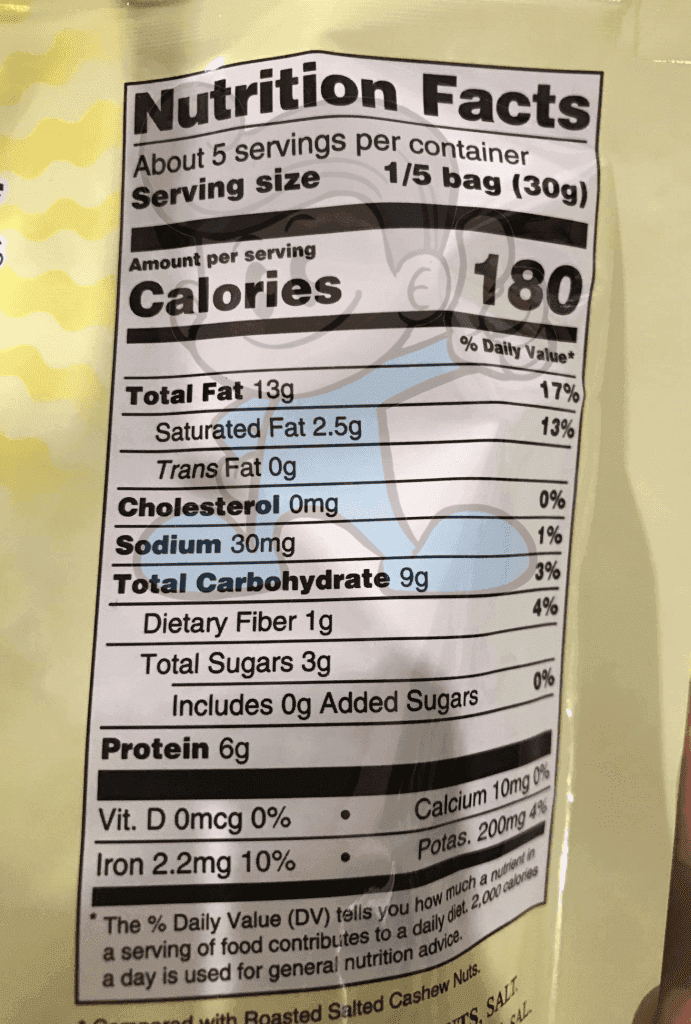 Nutrition Facts
About 5 servings per container
Serving size 1/5 bag (30g)
Amount per serving
Calories 180
% Daily Value*
Total Fat 13g 17%
Saturated Fat 2.5g 13%
Trans Fat 0g
Cholesterol 0mg 0%
Sodium 30mg 1%
Total Carbohydrate 9g 3%
Dietary Fiber 1g 4%
Total Sugars 3g
Includes 0g Added Sugars 0%
Protein 6g
Vit. D 0mcg 0% • Calcium 10mg 0%
Iron 2.2mg 10% • Potas. 200mg 4%
* The % Daily Value (DV) tells you how much a nutrient in
a serving of food contributes to a daily diet. 2,000 calories
a day is used for general nutrition advice.
with Roasted Salted Cashew Nuts.
SALT